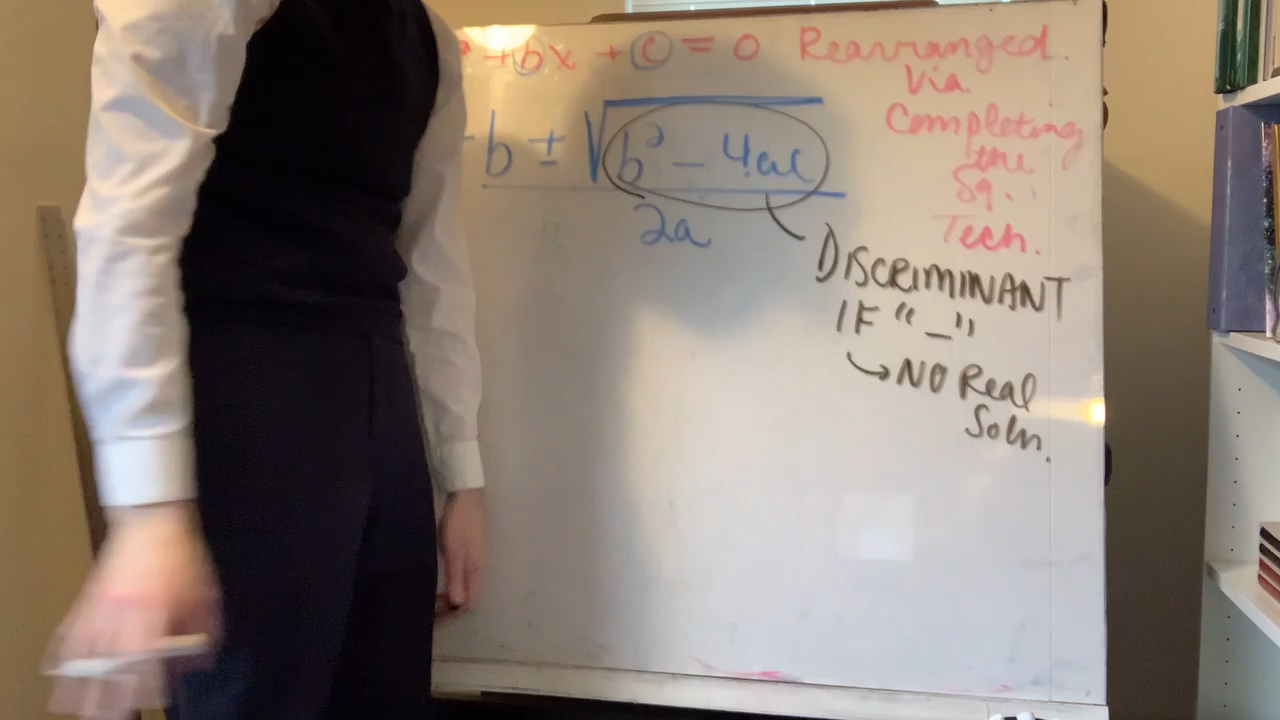 + bx + c = 0 Rearranged.
Via
Completing
the
Sq.
Tech.
-b ± √b² - 4ac
2a
DISCRIMINANT
IF "-"
→ NO Real
Soln.